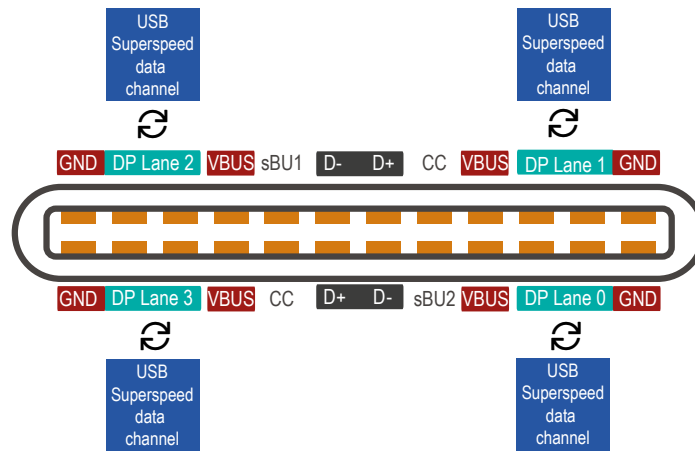 USB
Superspeed
data
channel
USB
Superspeed
data
channel
GND DP Lane 2 VBUS sBU1 D- D+ CC VBUS DP Lane 1 GND
GND DP Lane 3 VBUS CC D+ D- sBU2 VBUS DP Lane 0 GND
USB
Superspeed
data
channel
USB
Superspeed
data
channel